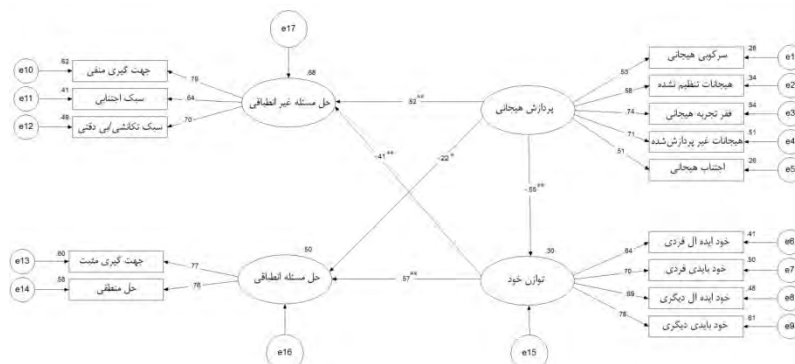 e17
.62
.58
.28
e10
جهت گیری منفی
.79
سرکوبی هیجانی
e1
.41
.53
.34
e11
سبک اجتنابی
.64
حل مسئله غیر انطباقی
.52**
پردازش هیجانی
.58
هیجانات تنظیم نشده
e2
.49
.74
فقر تجربه هیجانی
.54
e3
e12
سبک تکانشی/بی دقتی
.70
.71
هیجانات غیر پردازش‌شده
.51
e4
.51
.26
اجتناب هیجانی
e5
-.41**
-.22*
-.55**
.60
.50
.30
.41
e13
جهت گیری مثبت
.77
.64
خود ایده آل فردی
e6
.58
.50
e14
حل منطقی
.76
حل مسئله انطباقی
.57**
توازن خود
.70
خود بایدی فردی
e7
.69
خود ایده آل دیگری
.48
e8
.78
خود بایدی دیگری
.61
e9
e16
e15